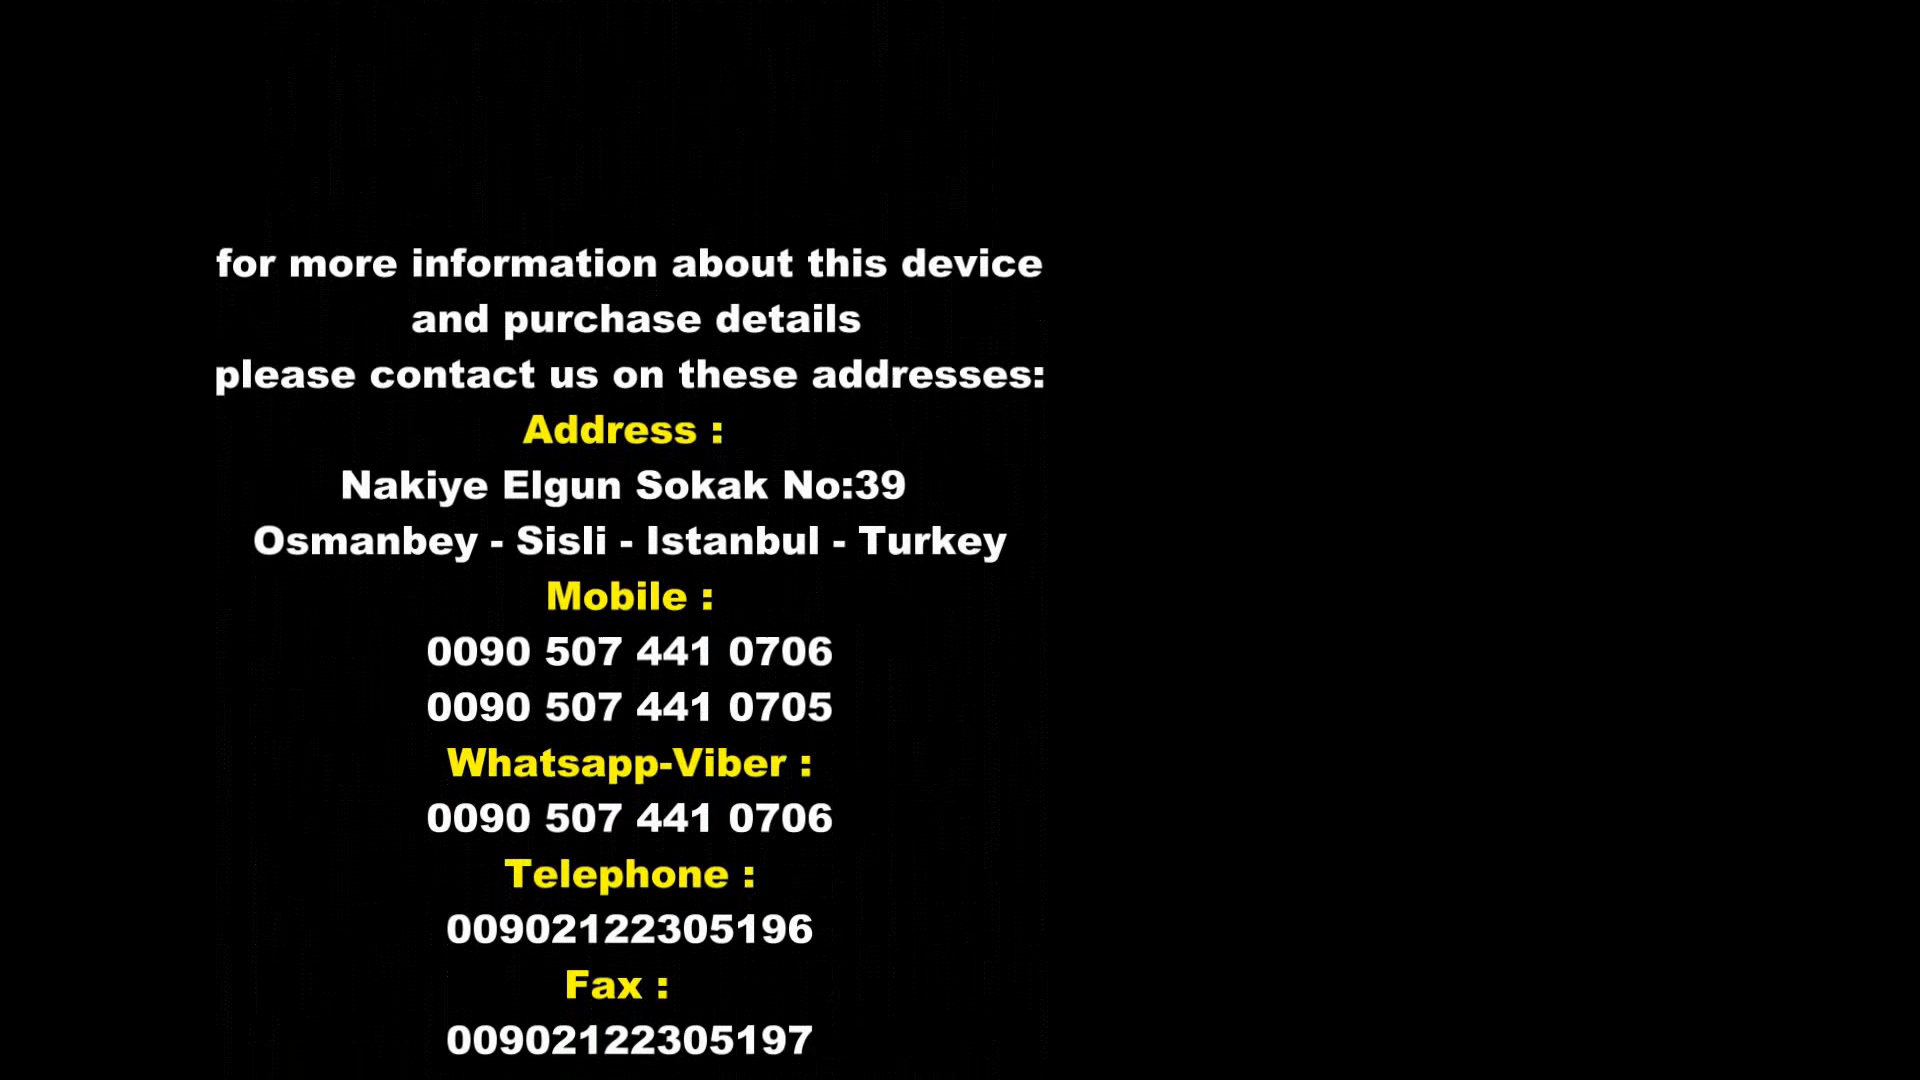 for more information about this device
and purchase details
please contact us on these addresses:
Address :
Nakiye Elgun Sokak No:39
Osmanbey - Sisli - Istanbul - Turkey
Mobile :
0090 507 441 0706
0090 507 441 0705
Whatsapp-Viber :
0090 507 441 0706
Telephone :
00902122305196
Fax :
00902122305197